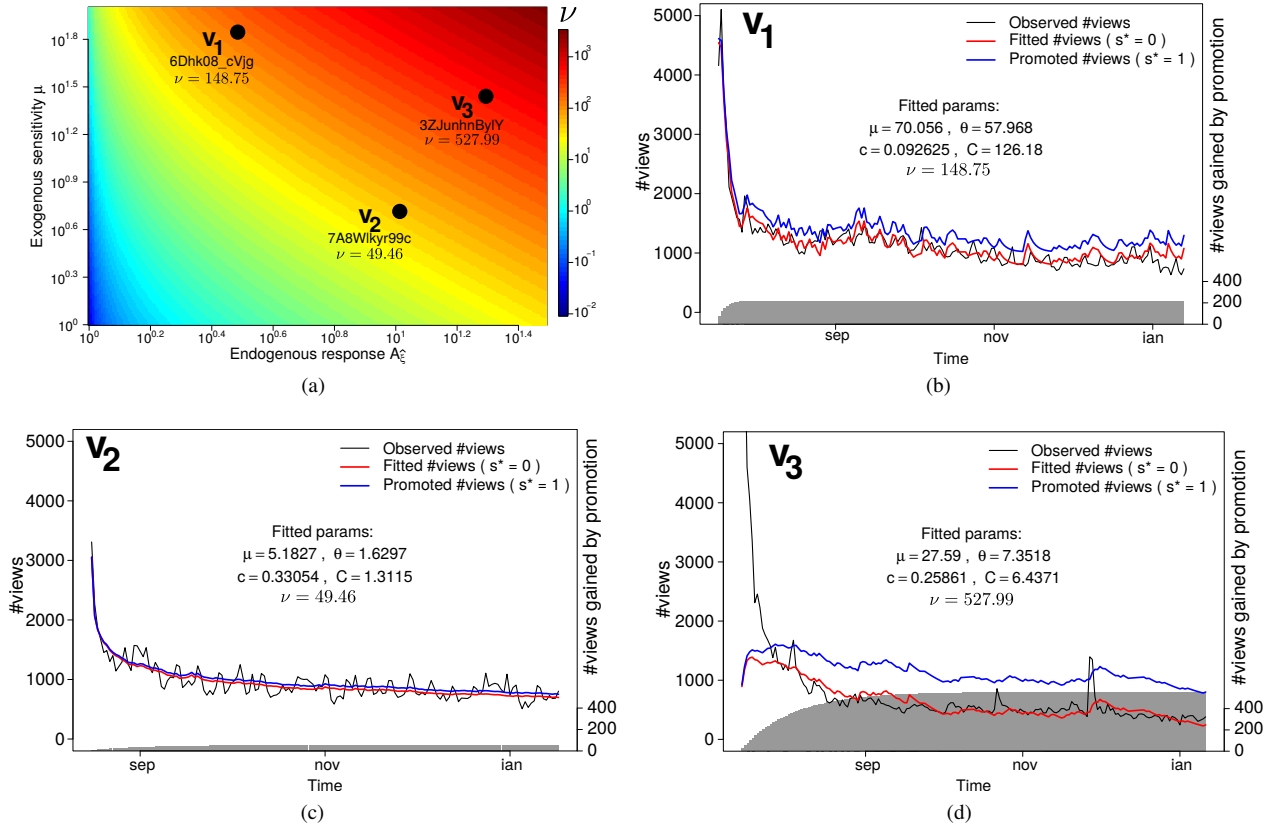 ν
10^1.8
10^1.5
10^1.2
10^0.9
10^0.6
10^0.3
10^0
Exogenous sensitivity μ
v1
6Dhk08_cVjg
ν = 148.75
v3
3ZJunhnBylY
ν = 527.99
v2
7A8Wlkyr99c
ν = 49.46
10^3
10^2
10^1
10^0
10^-1
10^-2
10^0 10^0.2 10^0.4 10^0.6 10^0.8 10^1 10^1.2 10^1.4
Endogenous response A_ξ̂
(a)
v1
Observed #views
Fitted #views ( s* = 0)
Promoted #views ( s* = 1 )
Fitted params:
μ = 70.056 , θ = 57.968
c = 0.092625 , C = 126.18
ν = 148.75
5000
4000
3000
2000
1000
0
#views
400
200
0
#views gained by promotion
sep nov ian
Time
(b)
v2
Observed #views
Fitted #views ( s* = 0 )
Promoted #views ( s* = 1 )
Fitted params:
μ = 5.1827 , θ = 1.6297
c = 0.33054 , C = 1.3115
ν = 49.46
5000
4000
3000
2000
1000
0
#views
400
200
0
#views gained by promotion
sep nov ian
Time
(c)
v3
Observed #views
Fitted #views ( s* = 0 )
Promoted #views ( s* = 1 )
Fitted params:
μ = 27.59 , θ = 7.3518
c = 0.25861 , C = 6.4371
ν = 527.99
5000
4000
3000
2000
1000
0
#views
400
200
0
#views gained by promotion
sep nov ian
Time
(d)